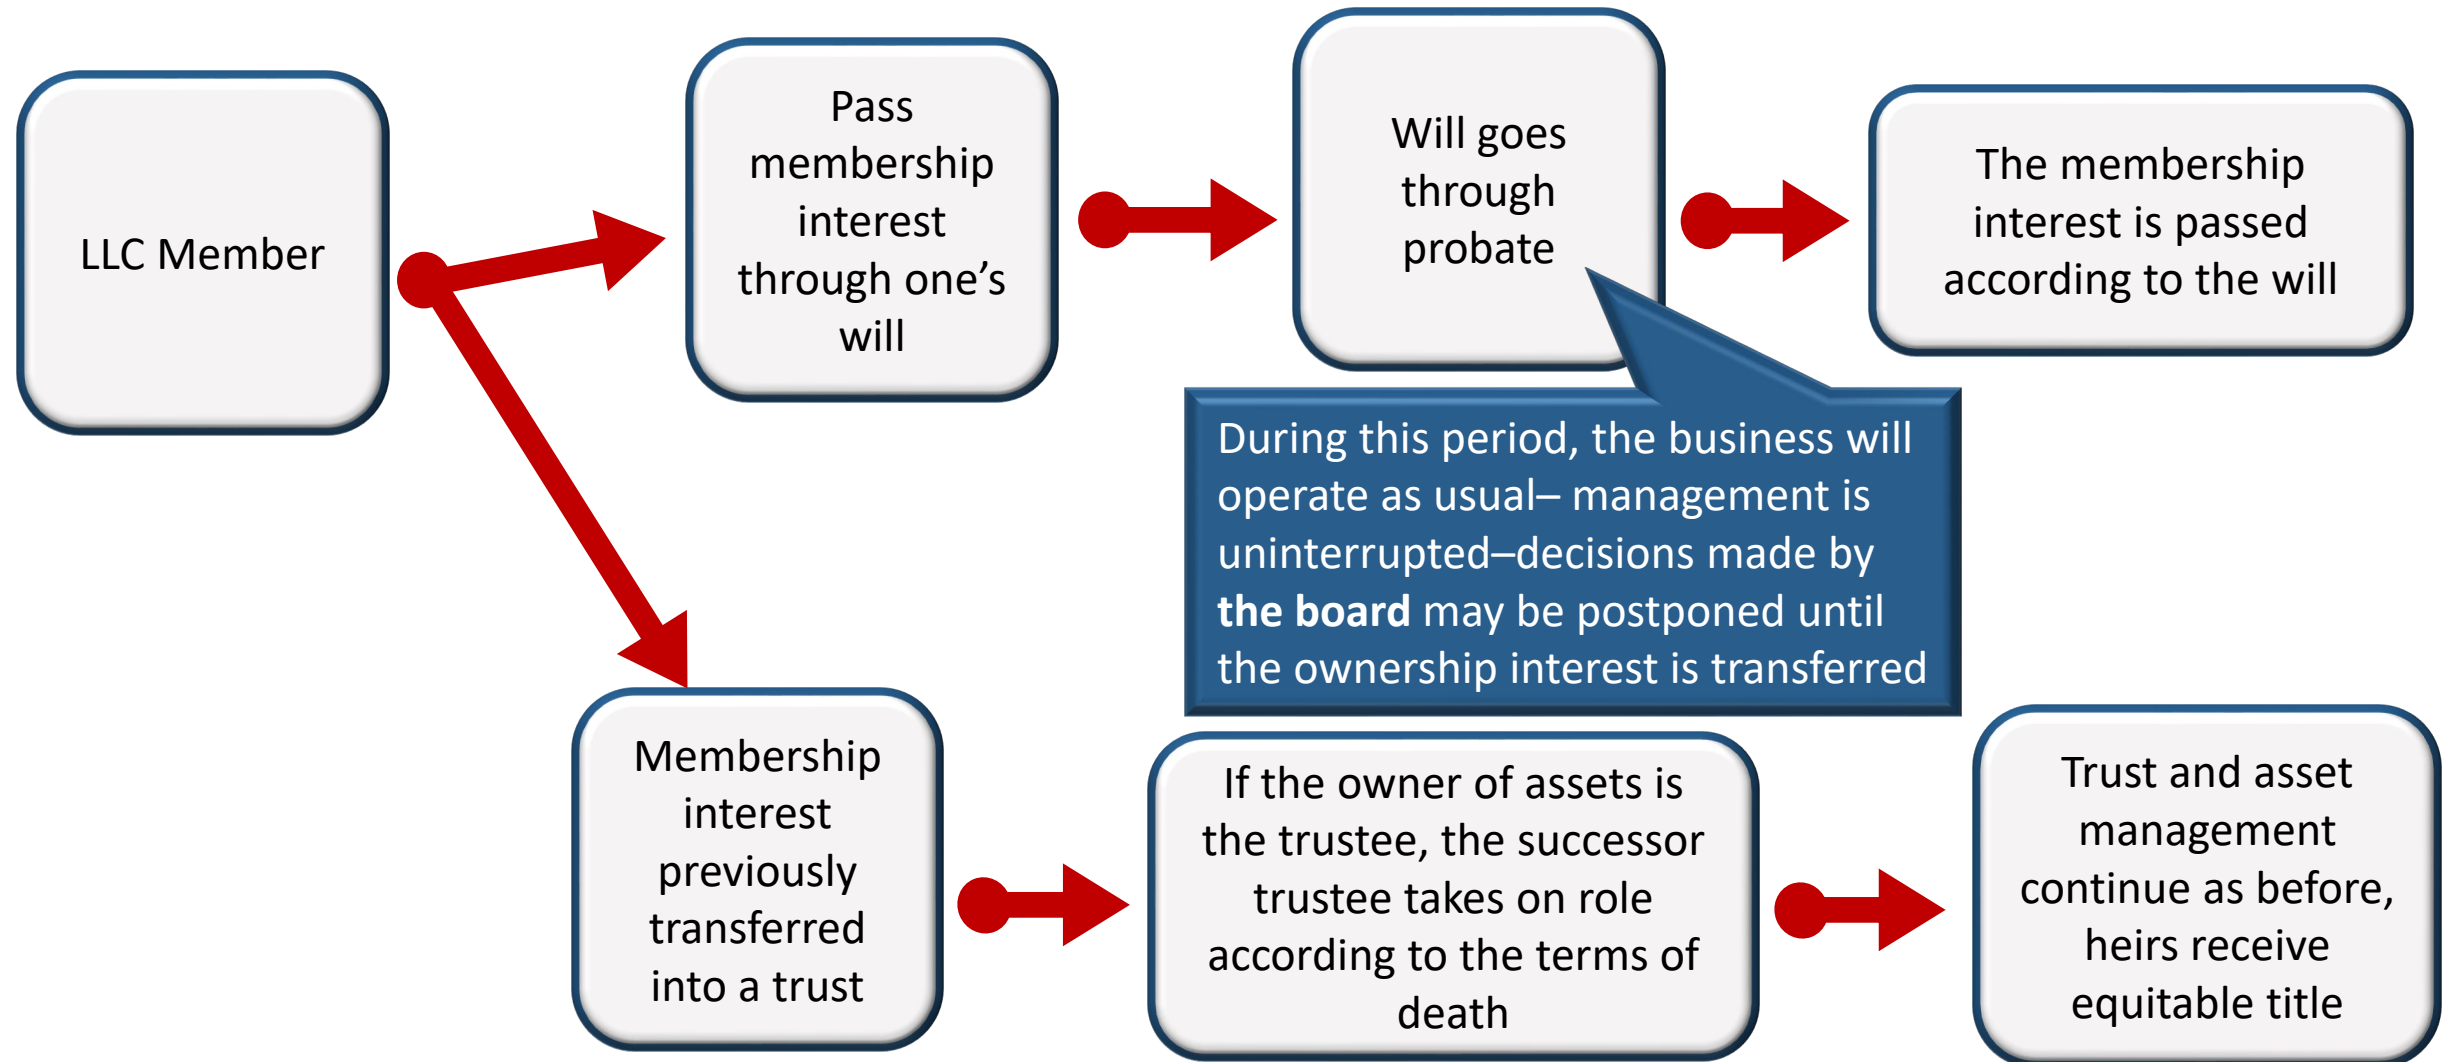 LLC Member
Pass
membership
interest
through one’s
will
Will goes
through
probate
The membership
interest is passed
according to the will
During this period, the business will
operate as usual– management is
uninterrupted–decisions made by
the board may be postponed until
the ownership interest is transferred
Membership
interest
previously
transferred
into a trust
If the owner of assets is
the trustee, the successor
trustee takes on role
according to the terms of
death
Trust and asset
management
continue as before,
heirs receive
equitable title